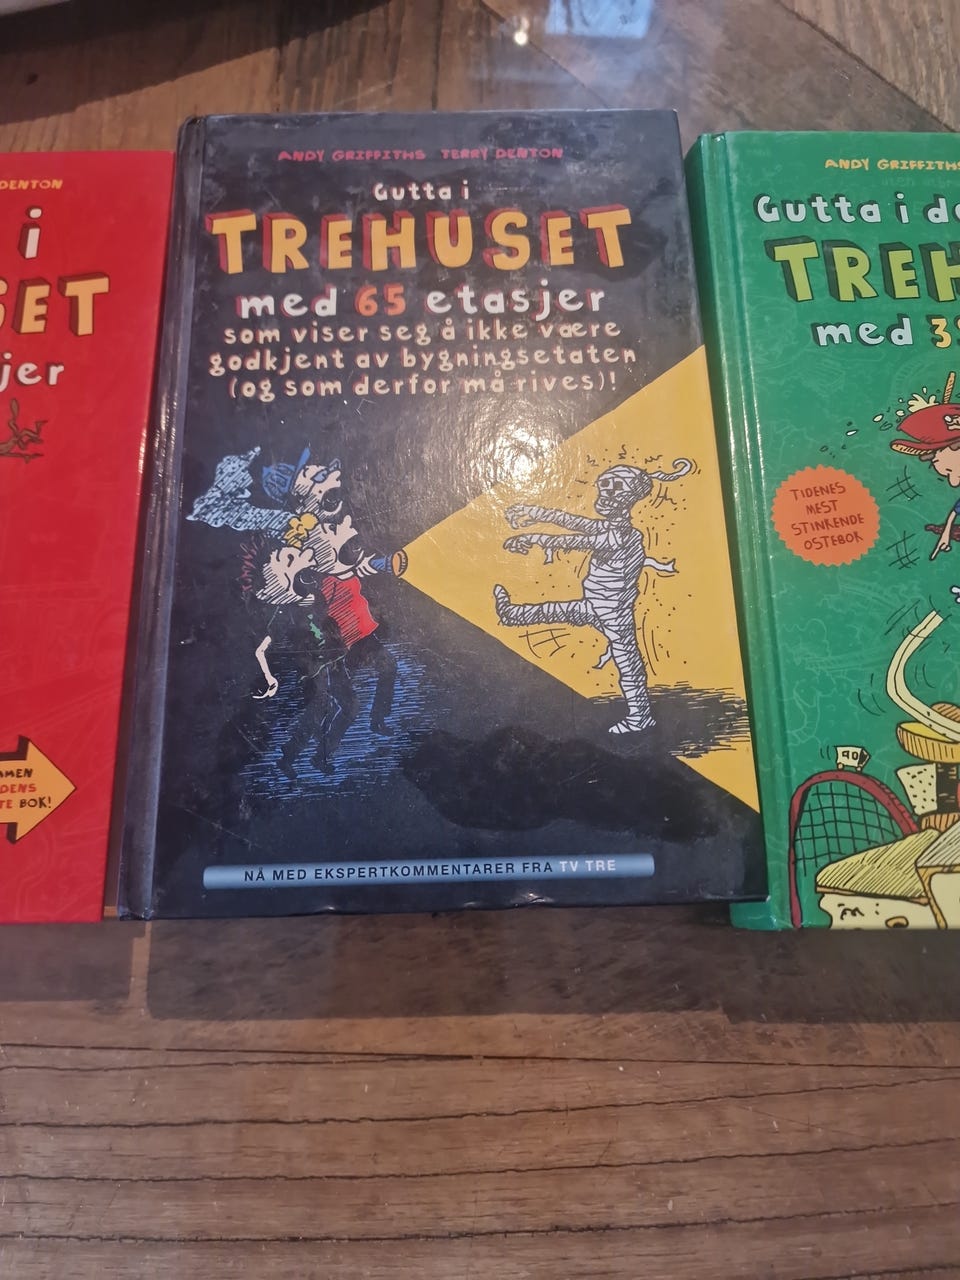 DENTON
i
SET
jer
MEN
DENS
TE BOK!
ANDY GRIFFITHS TERRY DENTON
Gutta i
TREHUSET
med 65 etasjer
som viser seg å ikke være
godkjent av bygningsetaten
(og som derfor må rives)!
NÅ MED EKSPERTKOMMENTARER FRA TV TRE
ANDY GRIFFITHS
Gutta i de
TREH
med 39
TIDENES
MEST
STINKENDE
OSTEBOK